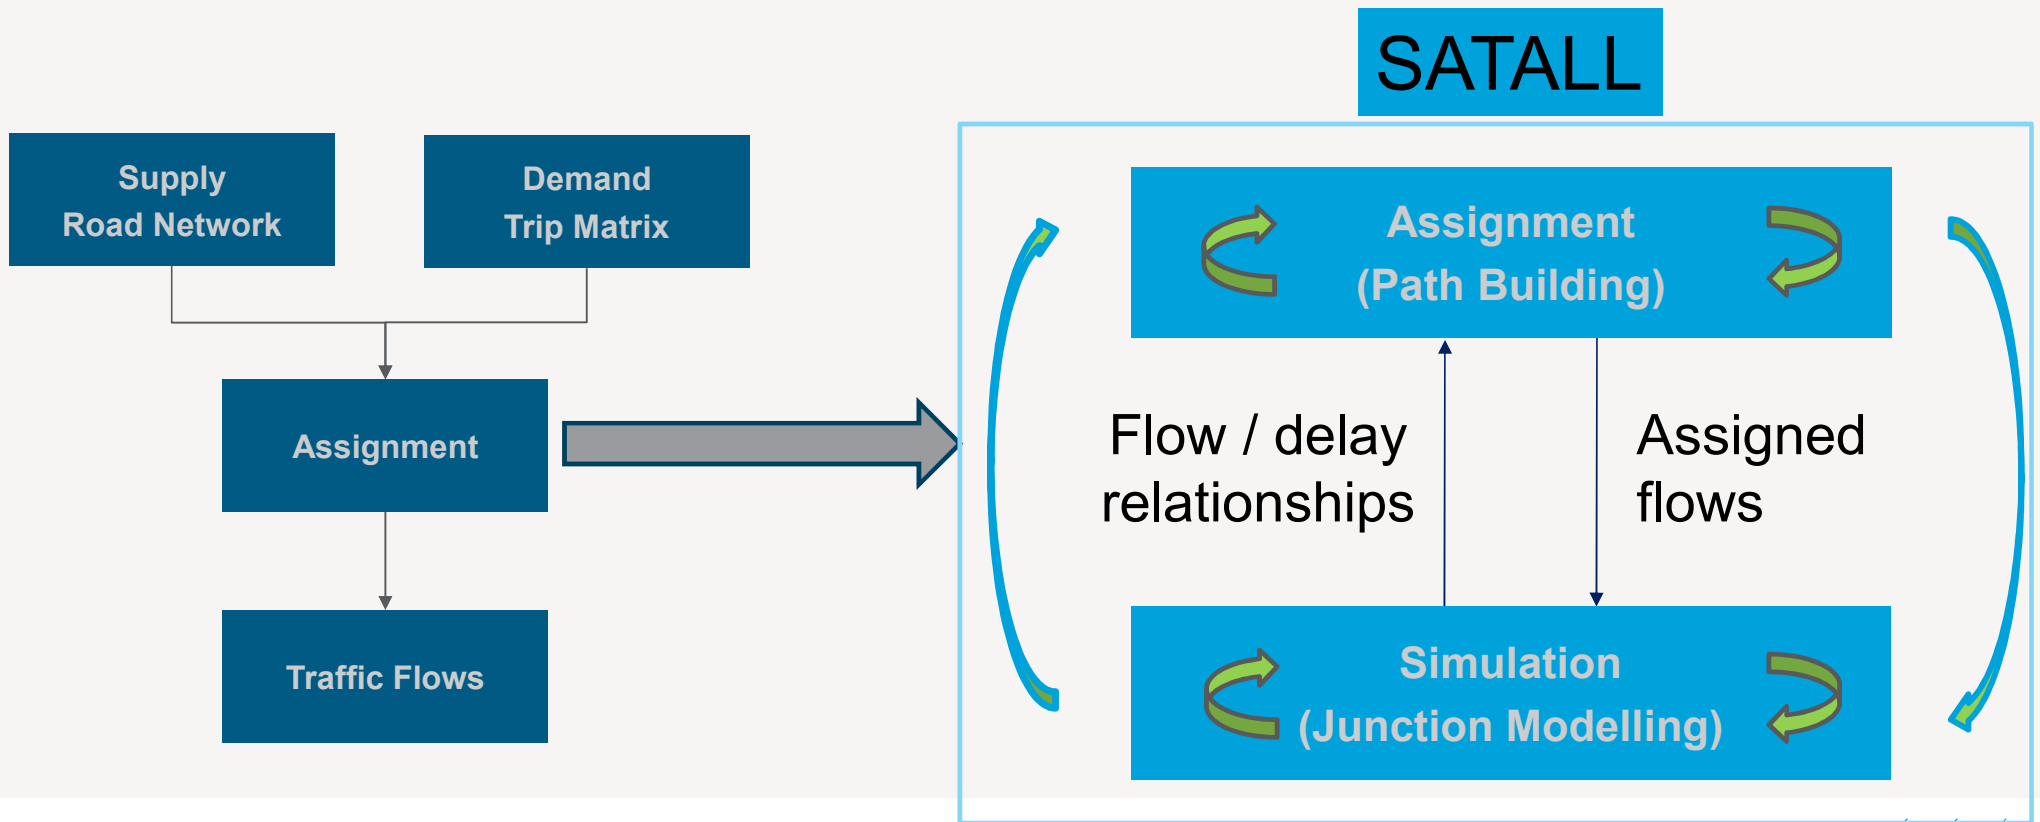 SATALL
Supply
Road Network
Demand
Trip Matrix
Assignment
Traffic Flows
Assignment
(Path Building)
Flow / delay
relationships
Assigned
flows
Simulation
(Junction Modelling)